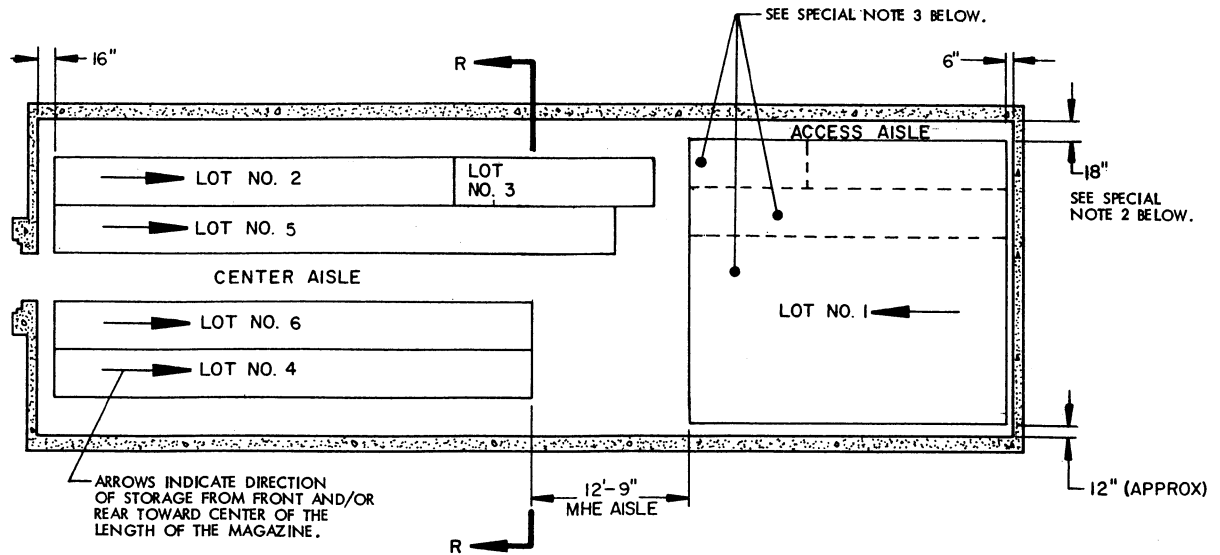 SEE SPECIAL NOTE 3 BELOW.
16"
R
6"
ACCESS AISLE
18"
SEE SPECIAL
NOTE 2 BELOW.
LOT NO. 2
LOT
NO. 3
LOT NO. 5
CENTER AISLE
LOT NO. 6
LOT NO. 1
LOT NO. 4
ARROWS INDICATE DIRECTION
OF STORAGE FROM FRONT AND/OR
REAR TOWARD CENTER OF THE
LENGTH OF THE MAGAZINE.
12'-9"
MHE AISLE
12" (APPROX)
R